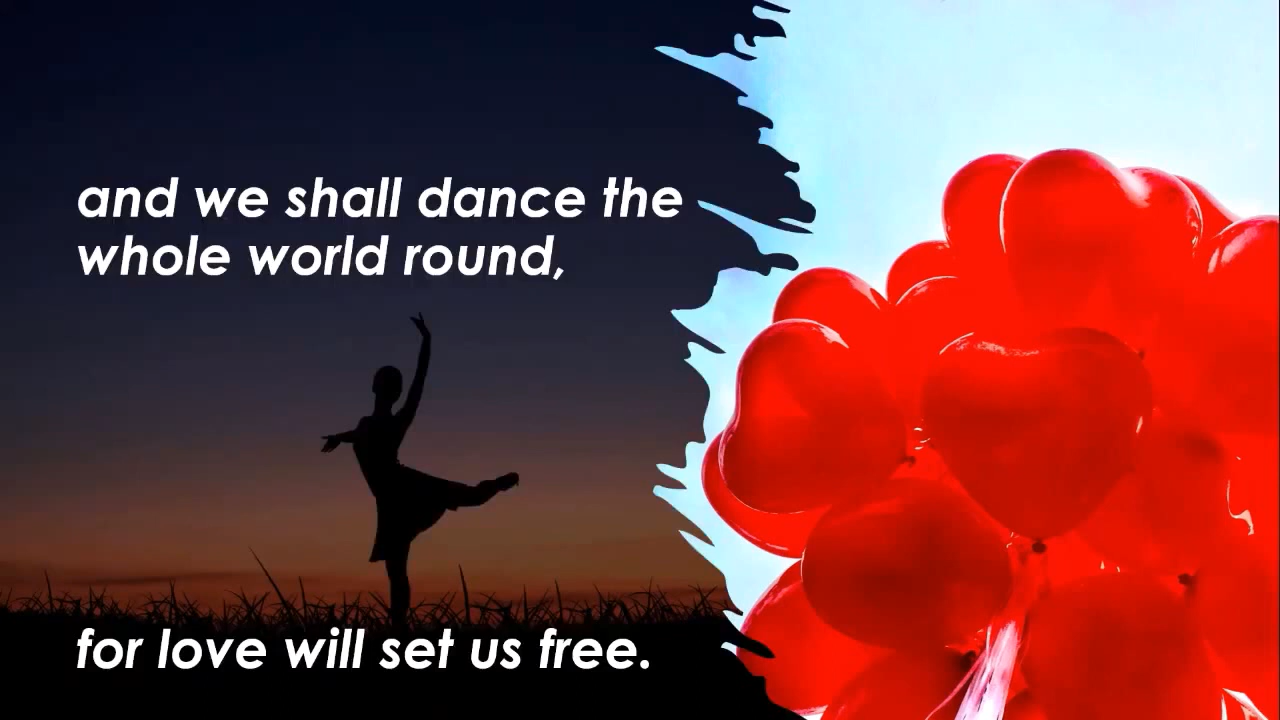 and we shall dance the
whole world round,
for love will set us free.